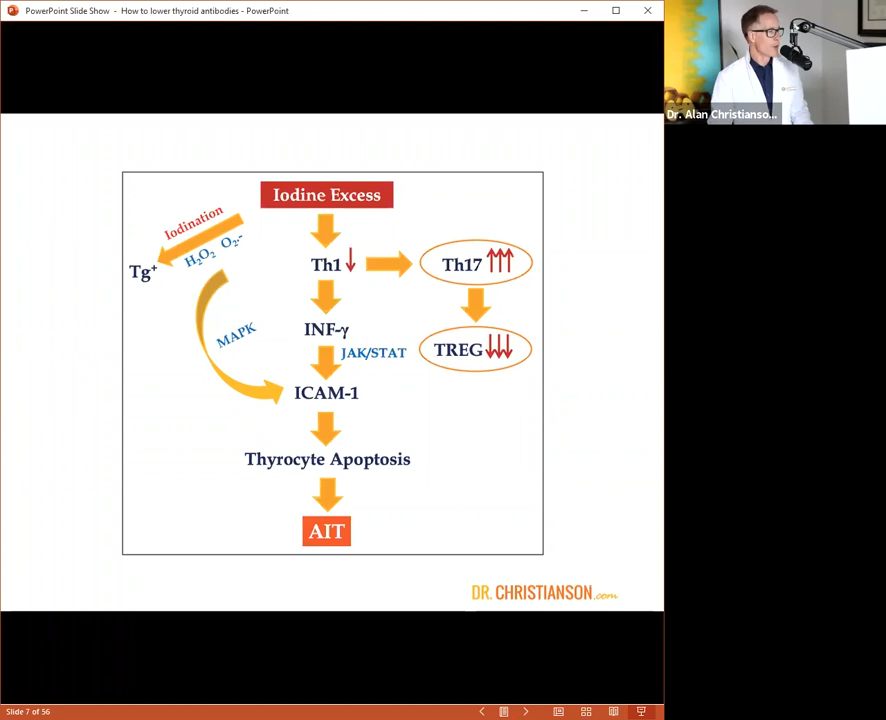 PowerPoint Slide Show - How to lower thyroid antibodies - PowerPoint
Dr. Alan Christianso...
Iodine Excess
Iodination
H₂O₂ O₂·-
Tg⁺
Th1 ↓
Th17 ↑↑↑
MAPK
INF-γ
JAK/STAT
TREG ↓↓↓
ICAM-1
Thyrocyte Apoptosis
AIT
DR. CHRISTIANSON.com
Slide 7 of 56